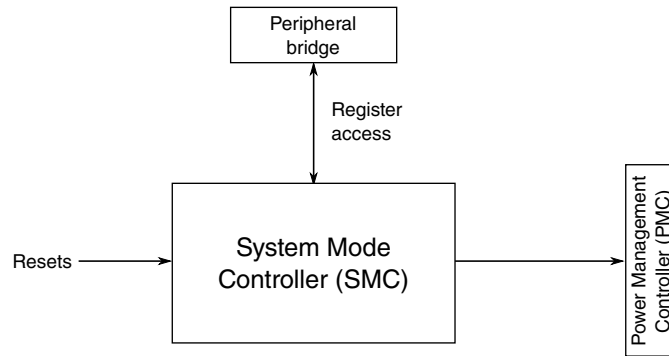 Peripheral
bridge
Register
access
Resets
System Mode
Controller (SMC)
Power Management
Controller (PMC)